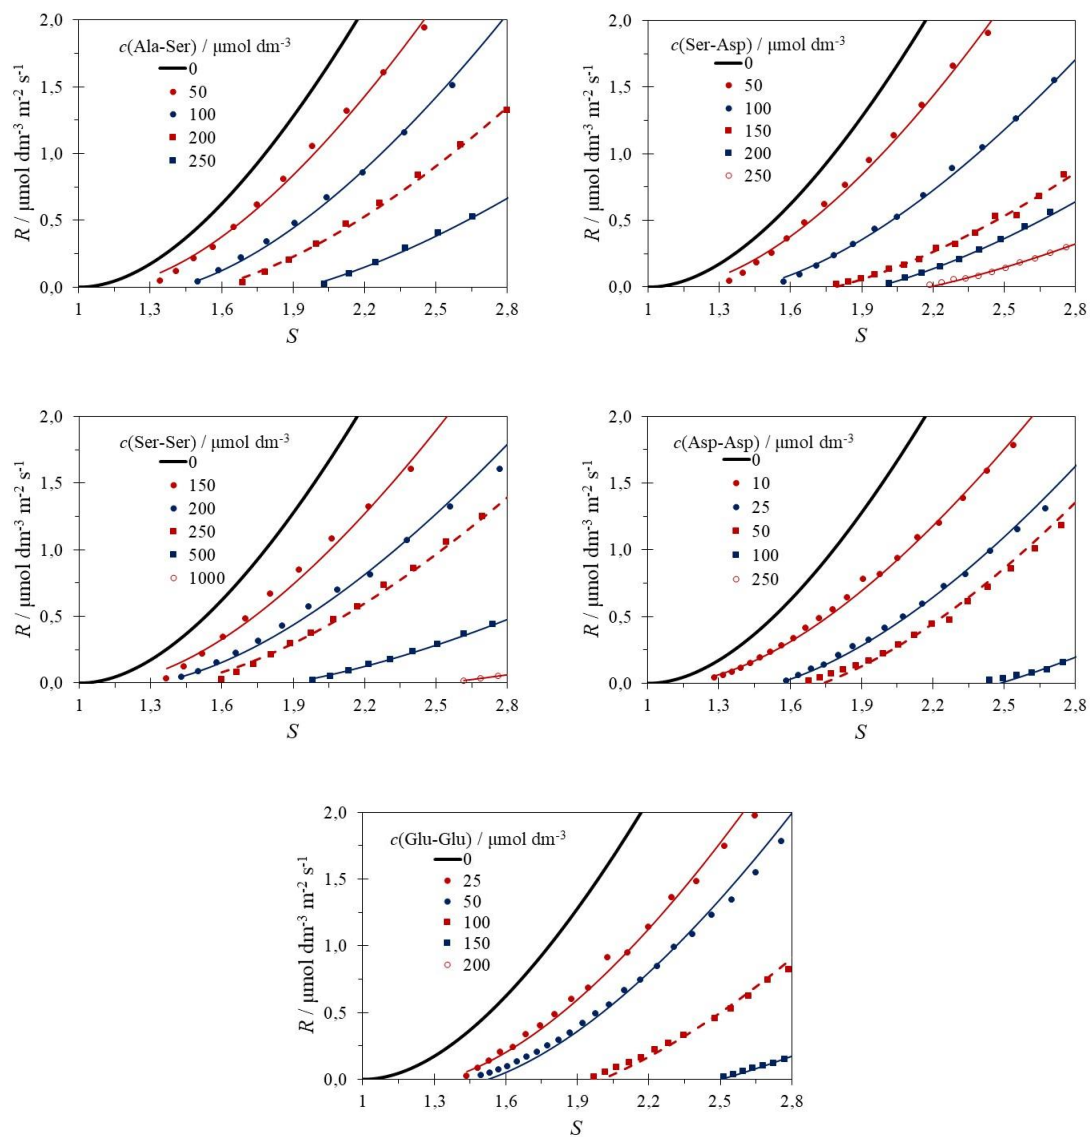 c(Ala-Ser) / μmol dm-3
0
50
100
200
250
2,0
1,5
1,0
0,5
0,0
R / μmol dm-3 m-2 s-1
1 1,3 1,6 1,9 2,2 2,5 2,8
S
c(Ser-Asp) / μmol dm-3
0
50
100
150
200
250
2,0
1,5
1,0
0,5
0,0
R / μmol dm-3 m-2 s-1
1 1,3 1,6 1,9 2,2 2,5 2,8
S
c(Ser-Ser) / μmol dm-3
0
150
200
250
500
1000
2,0
1,5
1,0
0,5
0,0
R / μmol dm-3 m-2 s-1
1 1,3 1,6 1,9 2,2 2,5 2,8
S
c(Asp-Asp) / μmol dm-3
0
10
25
50
100
250
2,0
1,5
1,0
0,5
0,0
R / μmol dm-3 m-2 s-1
1 1,3 1,6 1,9 2,2 2,5 2,8
S
c(Glu-Glu) / μmol dm-3
0
25
50
100
150
200
2,0
1,5
1,0
0,5
0,0
R / μmol dm-3 m-2 s-1
1 1,3 1,6 1,9 2,2 2,5 2,8
S